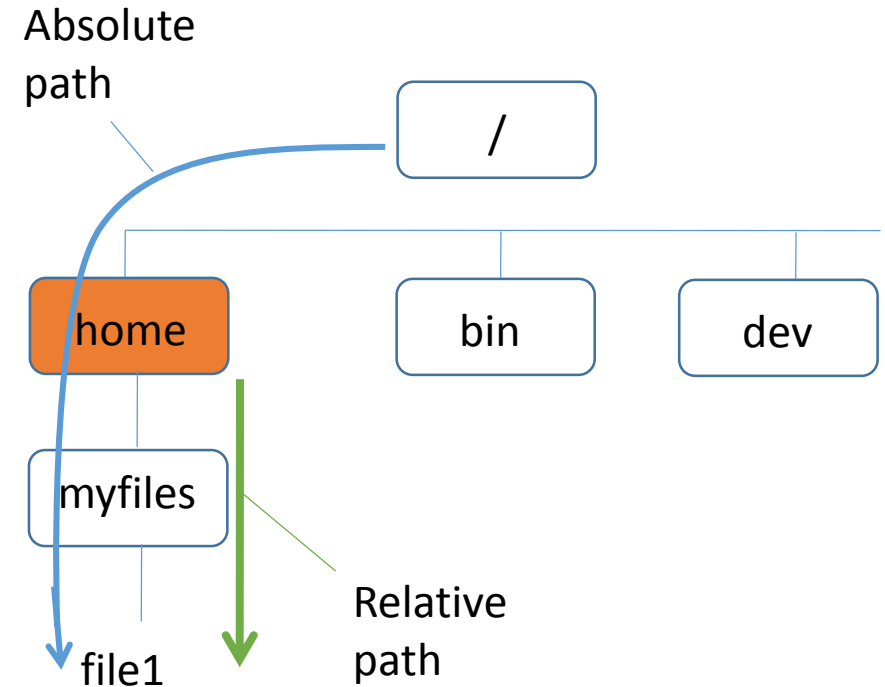 Absolute
path
/
home
bin
dev
myfiles
Relative
path
file1